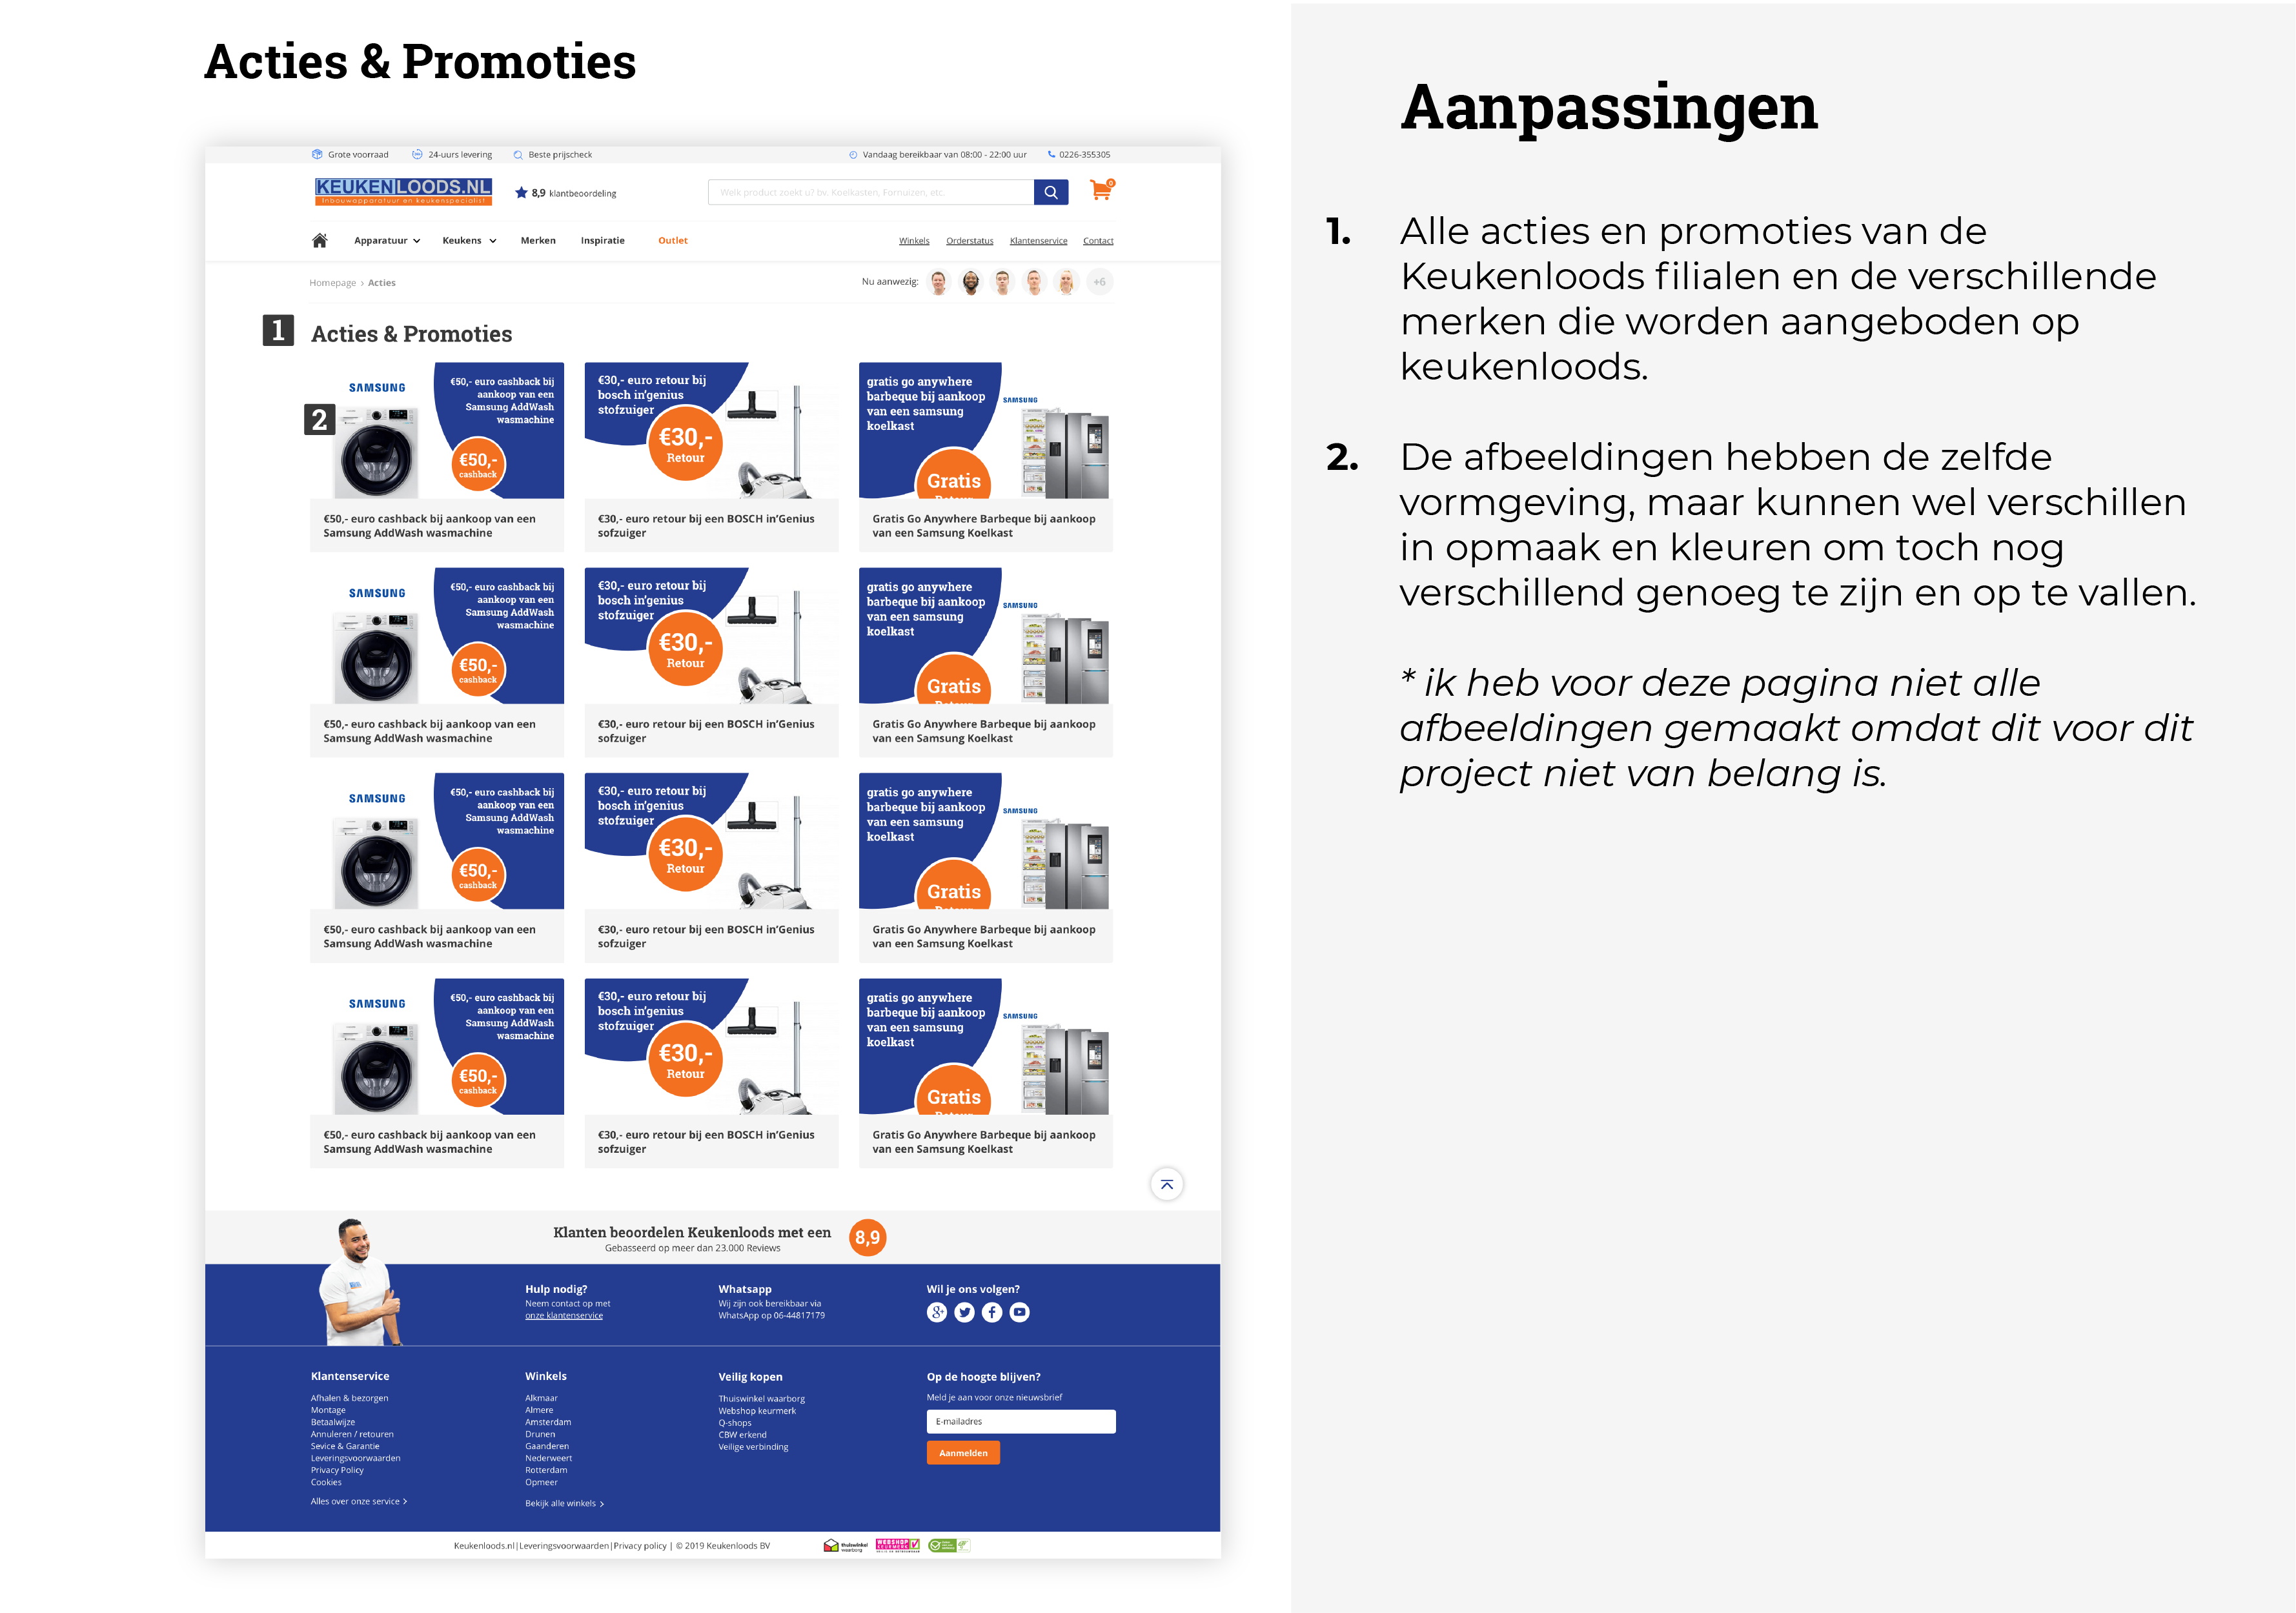 Acties & Promoties
Grote voorraad
24-uurs levering
Beste prijscheck
Vandaag bereikbaar van 08:00 - 22:00 uur
0226-355305
KEUKENLOODS.NL
Inbouwapparatuur en keukenspecialist
8,9 klantbeoordeling
Welk product zoekt u? bv. Koelkasten, Fornuizen, etc.
0
Apparatuur
Keukens
Merken
Inspiratie
Outlet
Winkels
Orderstatus
Klantenservice
Contact
Homepage > Acties
Nu aanwezig:
+6
1
Acties & Promoties
2
SAMSUNG
€50,- euro cashback bij
aankoop van een
Samsung AddWash
wasmachine
€50,-
cashback
€50,- euro cashback bij aankoop van een
Samsung AddWash wasmachine
€30,- euro retour bij
bosch in'genius
stofzuiger
€30,-
Retour
€30,- euro retour bij een BOSCH in'Genius
sofzuiger
gratis go anywhere
barbeque bij aankoop
van een samsung
koelkast
SAMSUNG
Gratis
Retour
Gratis Go Anywhere Barbeque bij aankoop
van een Samsung Koelkast
SAMSUNG
€50,- euro cashback bij
aankoop van een
Samsung AddWash
wasmachine
€50,-
cashback
€50,- euro cashback bij aankoop van een
Samsung AddWash wasmachine
€30,- euro retour bij
bosch in'genius
stofzuiger
€30,-
Retour
€30,- euro retour bij een BOSCH in'Genius
sofzuiger
gratis go anywhere
barbeque bij aankoop
van een samsung
koelkast
SAMSUNG
Gratis
Retour
Gratis Go Anywhere Barbeque bij aankoop
van een Samsung Koelkast
SAMSUNG
€50,- euro cashback bij
aankoop van een
Samsung AddWash
wasmachine
€50,-
cashback
€50,- euro cashback bij aankoop van een
Samsung AddWash wasmachine
€30,- euro retour bij
bosch in'genius
stofzuiger
€30,-
Retour
€30,- euro retour bij een BOSCH in'Genius
sofzuiger
gratis go anywhere
barbeque bij aankoop
van een samsung
koelkast
SAMSUNG
Gratis
Retour
Gratis Go Anywhere Barbeque bij aankoop
van een Samsung Koelkast
SAMSUNG
€50,- euro cashback bij
aankoop van een
Samsung AddWash
wasmachine
€50,-
cashback
€50,- euro cashback bij aankoop van een
Samsung AddWash wasmachine
€30,- euro retour bij
bosch in'genius
stofzuiger
€30,-
Retour
€30,- euro retour bij een BOSCH in'Genius
sofzuiger
gratis go anywhere
barbeque bij aankoop
van een samsung
koelkast
SAMSUNG
Gratis
Retour
Gratis Go Anywhere Barbeque bij aankoop
van een Samsung Koelkast
Klanten beoordelen Keukenloods met een
Gebasseerd op meer dan 23.000 Reviews
8,9
Hulp nodig?
Neem contact op met
onze klantenservice
Whatsapp
Wij zijn ook bereikbaar via
WhatsApp op 06-44817179
Wil je ons volgen?
Klantenservice
Afhalen & bezorgen
Montage
Betaalwijze
Annuleren / retouren
Sevice & Garantie
Leveringsvoorwaarden
Privacy Policy
Cookies
Alles over onze service >
Winkels
Alkmaar
Almere
Amsterdam
Drunen
Gaanderen
Nederweert
Rotterdam
Opmeer
Bekijk alle winkels >
Veilig kopen
Thuiswinkel waarborg
Webshop keurmerk
Q-shops
CBW erkend
Veilige verbinding
Op de hoogte blijven?
Meld je aan voor onze nieuwsbrief
E-mailadres
Aanmelden
Keukenloods.nl|Leveringsvoorwaarden|Privacy policy | © 2019 Keukenloods BV
thuiswinkel
waarborg
WEBSHOP
KEURMERK
Aanpassingen
1. Alle acties en promoties van de
Keukenloods filialen en de verschillende
merken die worden aangeboden op
keukenloods.
2. De afbeeldingen hebben de zelfde
vormgeving, maar kunnen wel verschillen
in opmaak en kleuren om toch nog
verschillend genoeg te zijn en op te vallen.
* ik heb voor deze pagina niet alle
afbeeldingen gemaakt omdat dit voor dit
project niet van belang is.